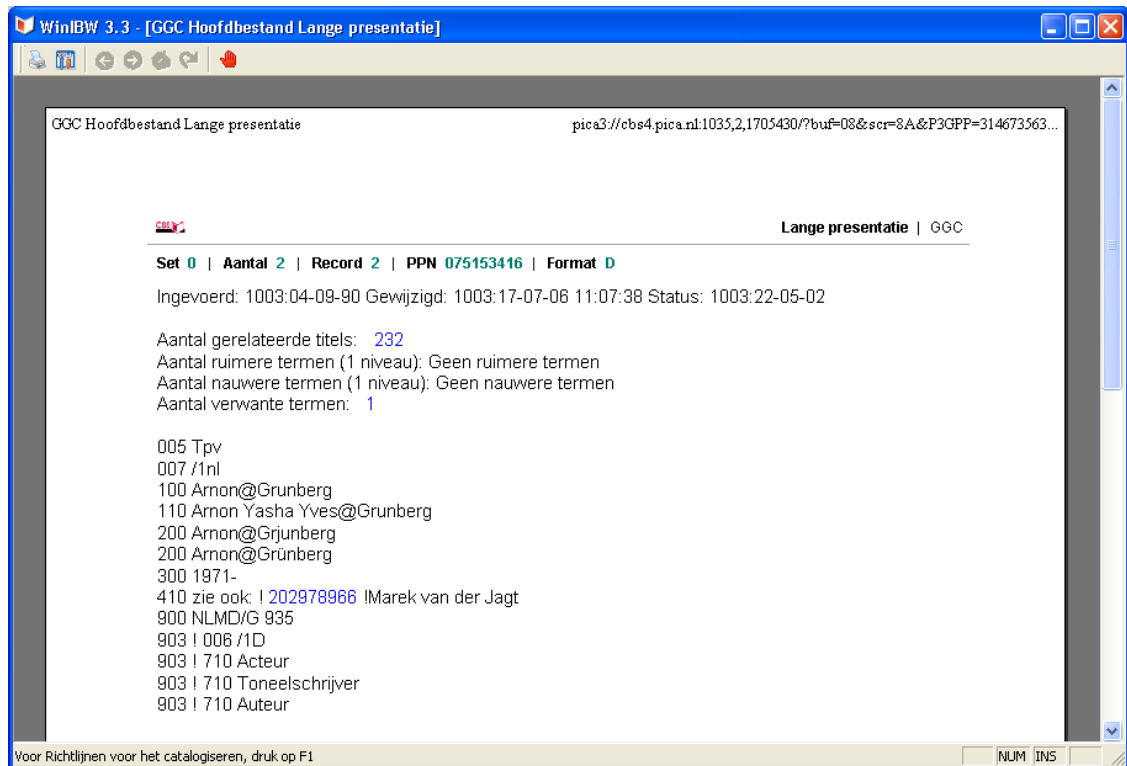 WinIBW 3.3 - [GGC Hoofdbestand Lange presentatie]
GGC Hoofdbestand Lange presentatie pica3://cbs4.pica.nl:1035,2,1705430/?buf=08&scr=8A&P3GPP=314673563...
CBS
Lange presentatie | GGC
Set 0 | Aantal 2 | Record 2 | PPN 075153416 | Format D
Ingevoerd: 1003:04-09-90 Gewijzigd: 1003:17-07-06 11:07:38 Status: 1003:22-05-02
Aantal gerelateerde titels: 232
Aantal ruimere termen (1 niveau): Geen ruimere termen
Aantal nauwere termen (1 niveau): Geen nauwere termen
Aantal verwante termen: 1
005 Tpv
007 /1nl
100 Arnon@Grunberg
110 Arnon Yasha Yves@Grunberg
200 Arnon@Grjunberg
200 Arnon@Grünberg
300 1971-
410 zie ook: ! 202978966 !Marek van der Jagt
900 NLMD/G 935
903 ! 006 /1D
903 ! 710 Acteur
903 ! 710 Toneelschrijver
903 ! 710 Auteur
Voor Richtlijnen voor het catalogiseren, druk op F1 NUM INS